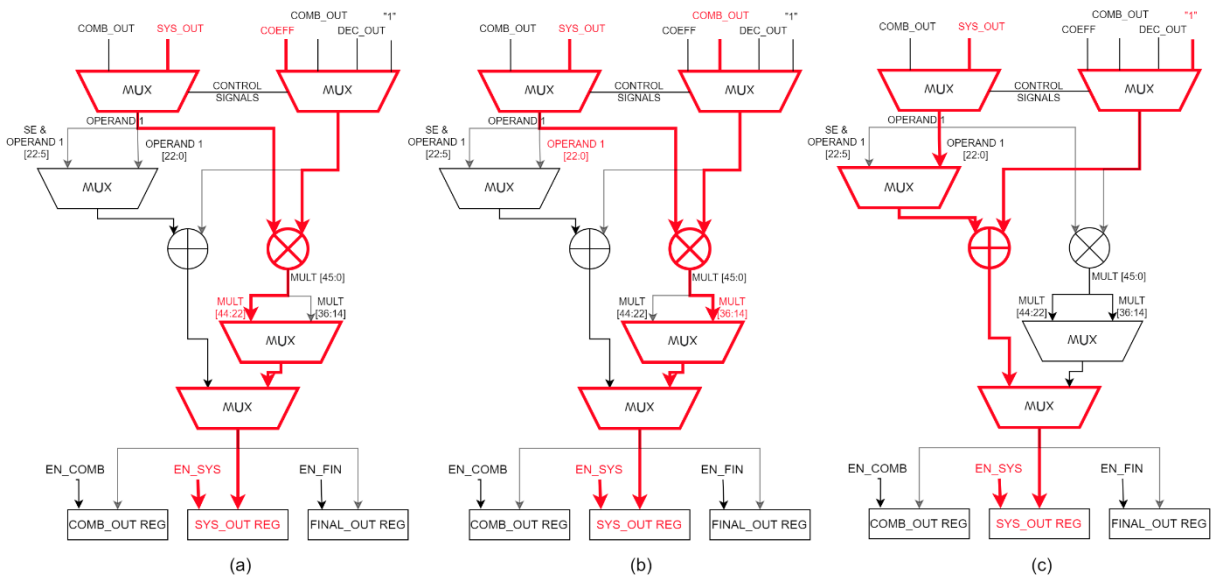 COMB_OUT "1"
COMB_OUT SYS_OUT COEFF DEC_OUT
MUX CONTROL SIGNALS MUX
OPERAND 1
SE &
OPERAND 1
[22:5]
OPERAND 1
[22:0]
MUX
MULT [45:0]
MULT
[44:22]
MULT
[36:14]
MUX
MUX
EN_COMB EN_SYS EN_FIN
COMB_OUT REG SYS_OUT REG FINAL_OUT REG
(a)
COMB_OUT "1"
COMB_OUT SYS_OUT COEFF DEC_OUT
MUX CONTROL SIGNALS MUX
OPERAND 1
SE &
OPERAND 1
[22:5]
OPERAND 1
[22:0]
MUX
MULT [45:0]
MULT
[44:22]
MULT
[36:14]
MUX
MUX
EN_COMB EN_SYS EN_FIN
COMB_OUT REG SYS_OUT REG FINAL_OUT REG
(b)
COMB_OUT "1"
COMB_OUT SYS_OUT COEFF DEC_OUT
MUX CONTROL SIGNALS MUX
OPERAND 1
SE &
OPERAND 1
[22:5]
OPERAND 1
[22:0]
MUX
MULT [45:0]
MULT
[44:22]
MULT
[36:14]
MUX
MUX
EN_COMB EN_SYS EN_FIN
COMB_OUT REG SYS_OUT REG FINAL_OUT REG
(c)